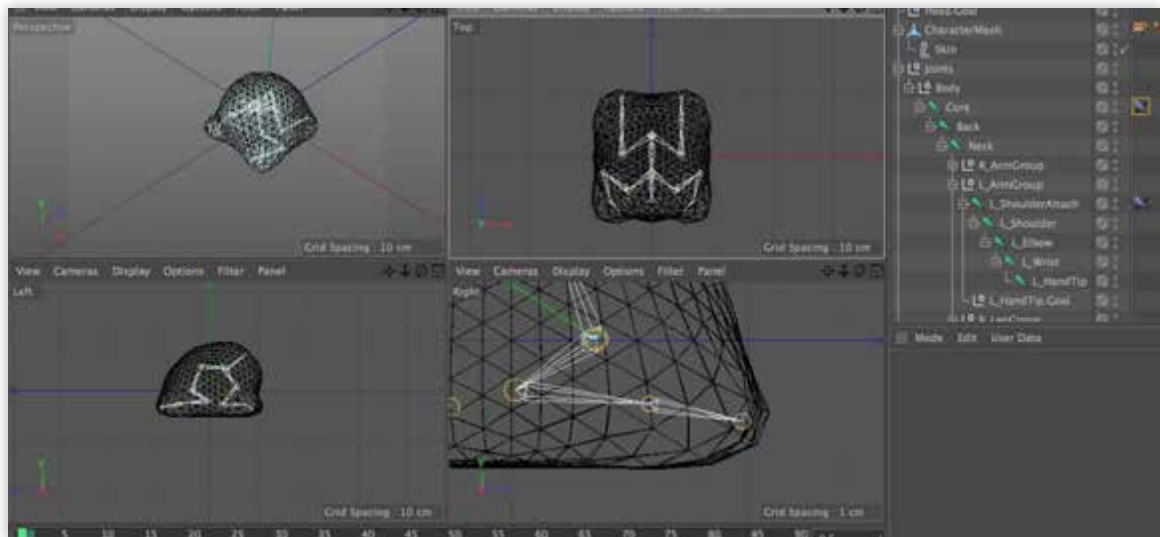 Perspective
Top
Grid Spacing : 10 cm
Grid Spacing : 10 cm
View Cameras Display Options Filter Panel
Left
Grid Spacing : 10 cm
View Cameras Display Options Filter Panel
Right
Grid Spacing : 1 cm
5 10 15 20 25 30 35 40 45 50 55 60 65 70 75 80 85 90
CharacterMesh
Skin
Joints
Body
Core
Back
Neck
R_ArmGroup
L_ArmGroup
L_ShoulderAttach
L_Shoulder
L_Elbow
L_Wrist
L_HandTip
L_HandTip.Goal
R_LegGroup
Mode Edit User Data